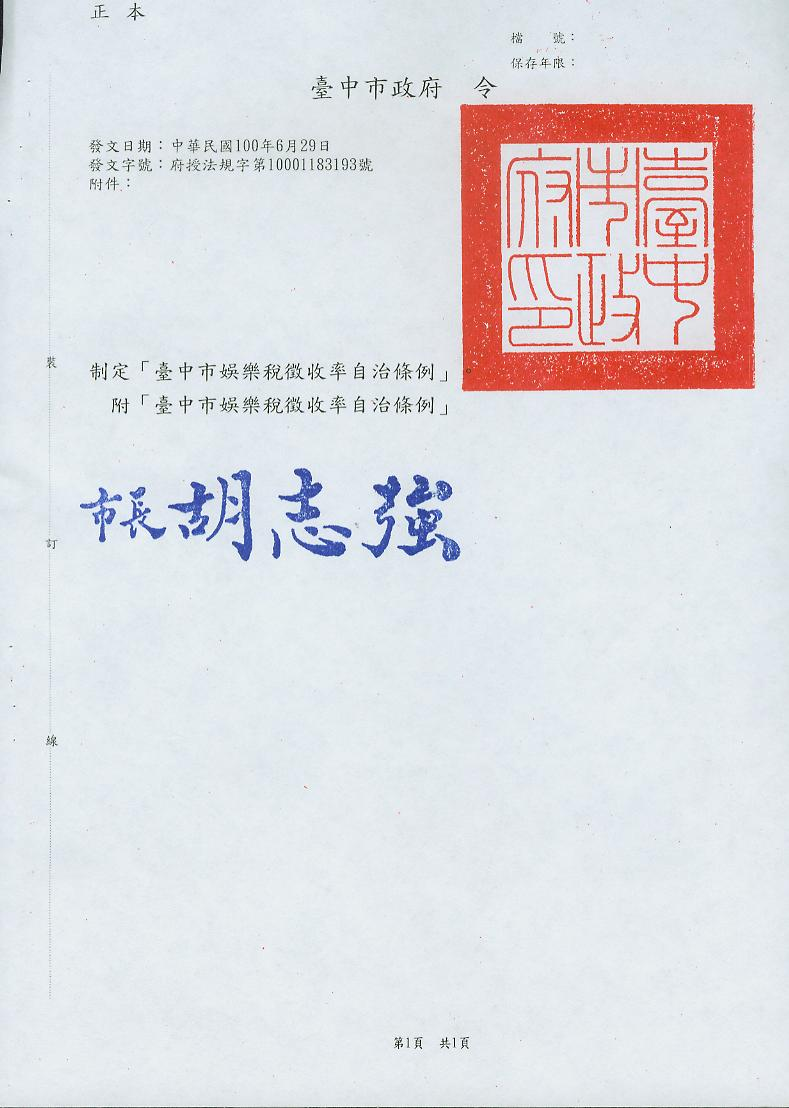 正本
檔　　號：
保存年限：
臺中市政府　令
發文日期：中華民國100年6月29日
發文字號：府授法規字第10001183193號
附件：
臺中市政府印
制定「臺中市娛樂稅徵收率自治條例」。
附「臺中市娛樂稅徵收率自治條例」
市長胡志強
裝
訂
線
第1頁　共1頁